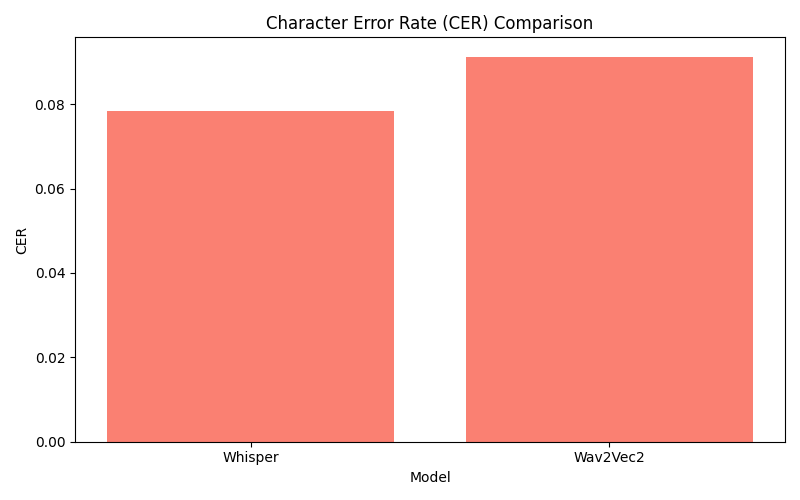 Character Error Rate (CER) Comparison
0.08
0.06
0.04
0.02
0.00
CER
Whisper
Wav2Vec2
Model